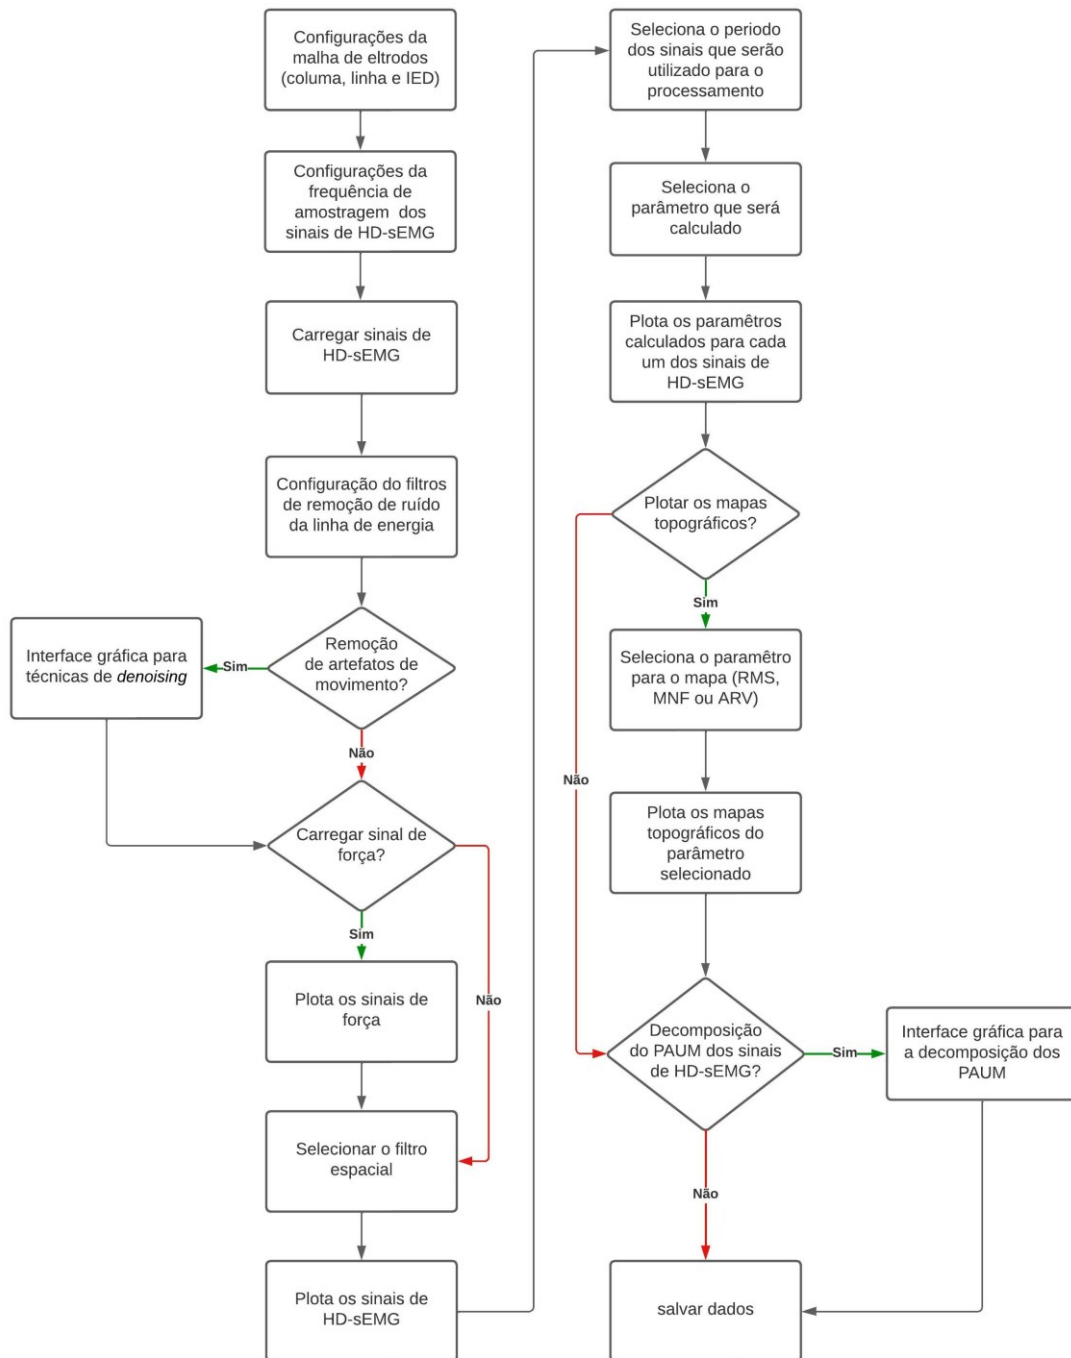 Configurações da
malha de eltrodos
(columa, linha e IED)
Configurações da
frequência de
amostragem dos
sinais de HD-sEMG
Carregar sinais de
HD-sEMG
Configuração do filtros
de remoção de ruído
da linha de energia
Remoção
de artefatos de
movimento?
Sim
Interface gráfica para
técnicas de denoising
Não
Carregar sinal de
força?
Sim
Não
Plota os sinais de
força
Selecionar o filtro
espacial
Plota os sinais de
HD-sEMG
Seleciona o periodo
dos sinais que serão
utilizado para o
processamento
Seleciona o
parâmetro que será
calculado
Plota os paramêtros
calculados para cada
um dos sinais de
HD-sEMG
Plotar os mapas
topográficos?
Sim
Não
Seleciona o paramêtro
para o mapa (RMS,
MNF ou ARV)
Plota os mapas
topográficos do
parâmetro
selecionado
Decomposição
do PAUM dos sinais
de HD-sEMG?
Sim
Interface gráfica para
a decomposição dos
PAUM
Não
salvar dados